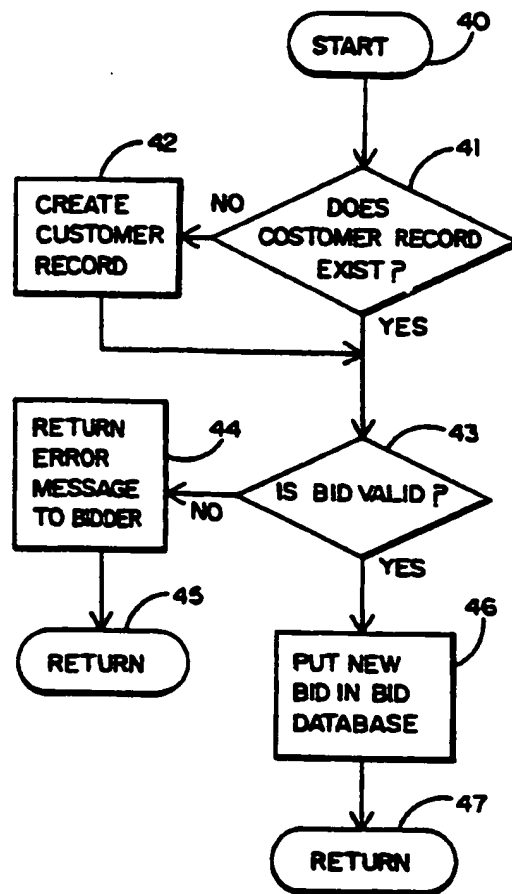 START
40
41
DOES
COSTOMER RECORD
EXIST?
NO
42
CREATE
CUSTOMER
RECORD
YES
43
IS BID VALID?
NO
44
RETURN
ERROR
MESSAGE
TO BIDDER
45
RETURN
YES
46
PUT NEW
BID IN BID
DATABASE
47
RETURN